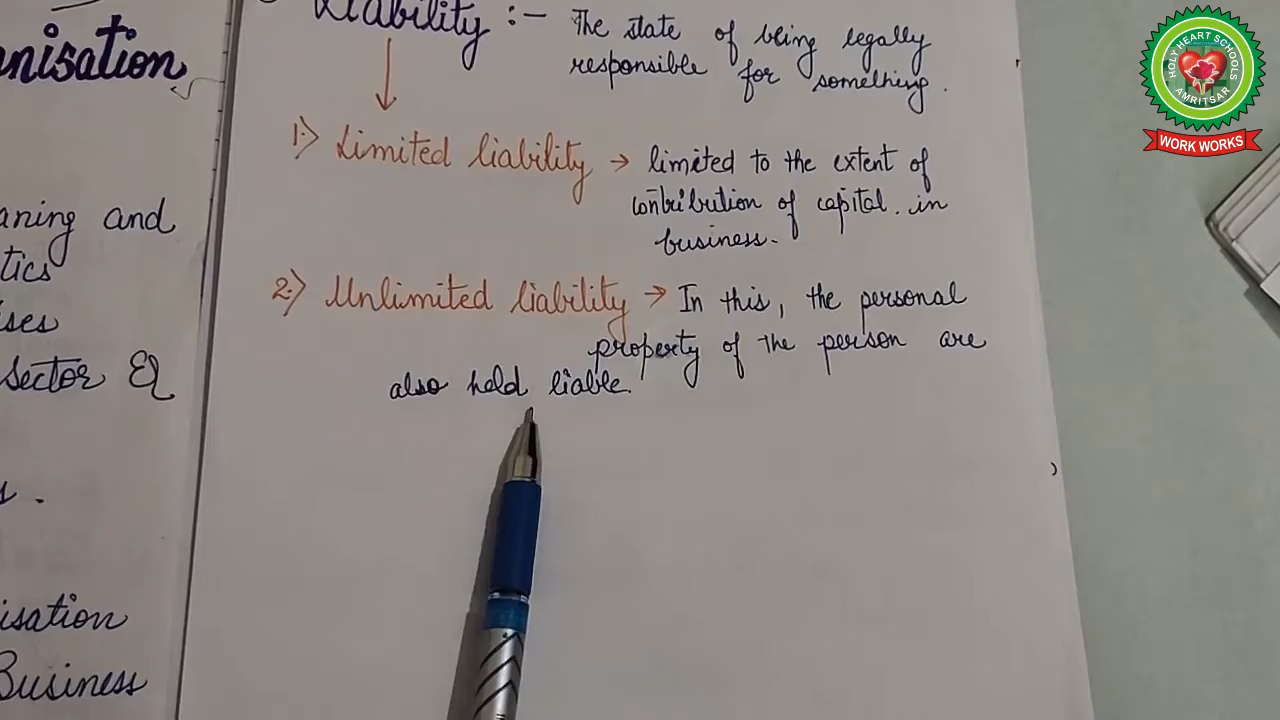 nisation
aning and
tics
ises
sector &
s.
isation
Business
Liability :- The state of being legally
responsible for something.
1) Limited liability → limited to the extent of
contribution of capital. in
business.
2) Unlimited liability → In this, the personal
property of the person are
also held liable.
HOLY HEART SCHOOLS
AMRITSAR
WORK WORKS